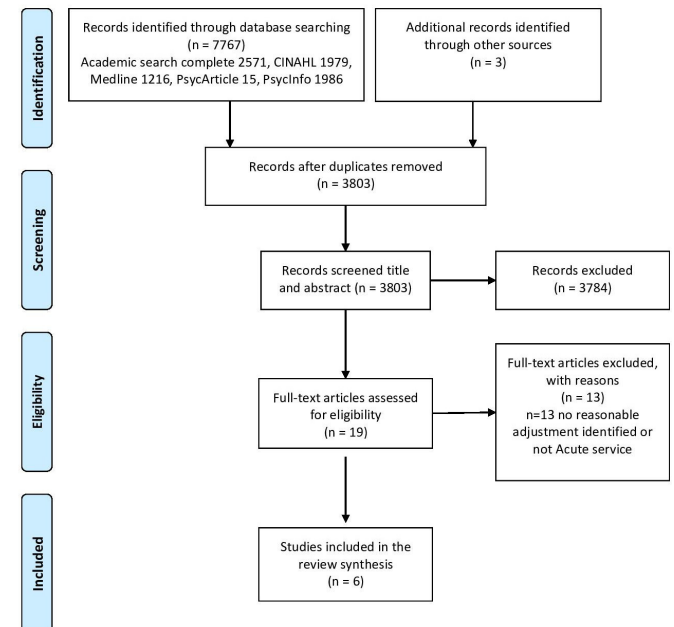 Identification
Records identified through database searching
(n = 7767)
Academic search complete 2571, CINAHL 1979,
Medline 1216, PsycArticle 15, PsycInfo 1986
Additional records identified
through other sources
(n = 3)
Records after duplicates removed
(n = 3803)
Screening
Records screened title
and abstract (n = 3803)
Records excluded
(n = 3784)
Eligibility
Full-text articles assessed
for eligibility
(n = 19)
Full-text articles excluded,
with reasons
(n = 13)
n=13 no reasonable
adjustment identified or
not Acute service
Included
Studies included in the
review synthesis
(n = 6)